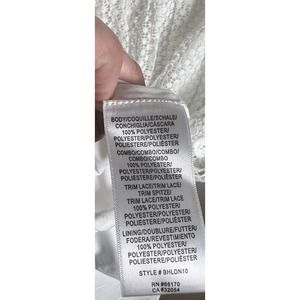 BODY/COQUILLE/SCHALE/
CONCHIGLIA/CÁSCARA
100% POLYESTER/
POLYESTER/POLYESTER/
POLIESTERE/POLIÉSTER
COMBO/COMBO/COMBO/
COMBO/COMBO
100% POLYESTER/
POLYESTER/POLYESTER/
POLIESTERE/POLIÉSTER
TRIM LACE/TRIM LACE/
TRIM SPITZE/
TRIM LACE/TRIM LACE
100% POLYESTER/
POLYESTER/POLYESTER/
POLIESTERE/POLIÉSTER
LINING/DOUBLURE/FUTTER/
FODERA/REVESTIMIENTO
100% POLYESTER/
POLYESTER/POLYESTER/
POLIESTERE/POLIÉSTER
STYLE # BHLDN10
RN #66170
CA #32054